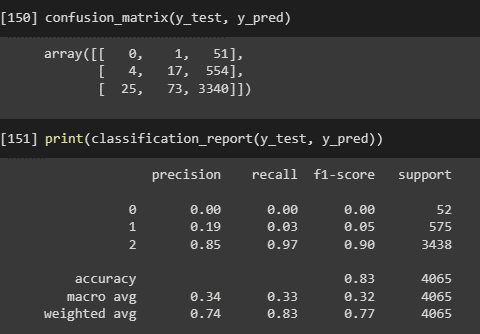 [150] confusion_matrix(y_test, y_pred)
array([[ 0, 1, 51],
[ 4, 17, 554],
[ 25, 73, 3340]])
[151] print(classification_report(y_test, y_pred))
precision recall f1-score support
0 0.00 0.00 0.00 52
1 0.19 0.03 0.05 575
2 0.85 0.97 0.90 3438
accuracy 0.83 4065
macro avg 0.34 0.33 0.32 4065
weighted avg 0.74 0.83 0.77 4065